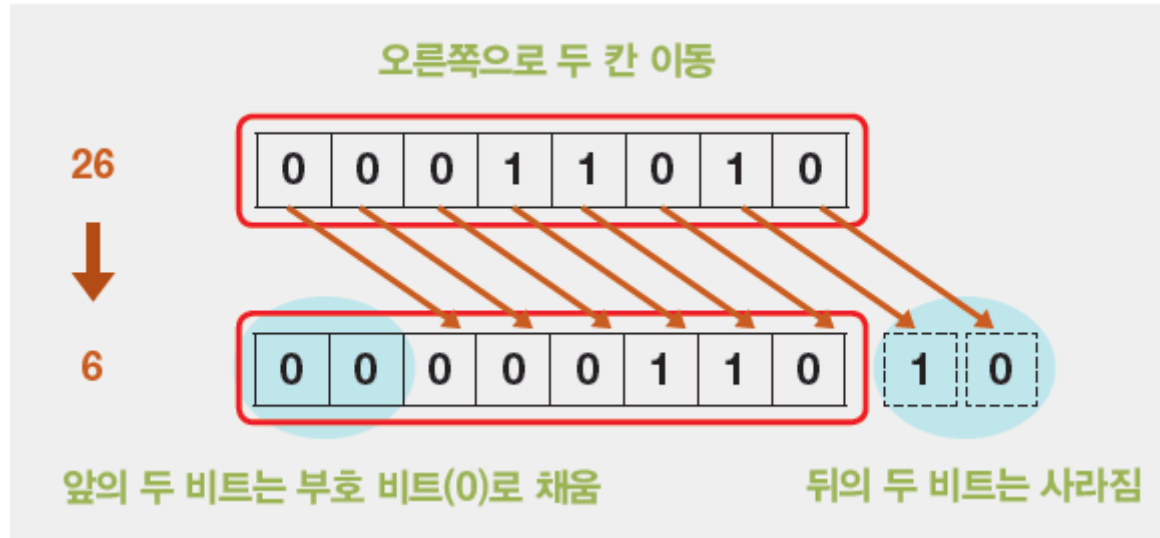 오른쪽으로 두 칸 이동
26 0 0 0 1 1 0 1 0
6 0 0 0 0 0 1 1 0 1 0
앞의 두 비트는 부호 비트(0)로 채움 뒤의 두 비트는 사라짐